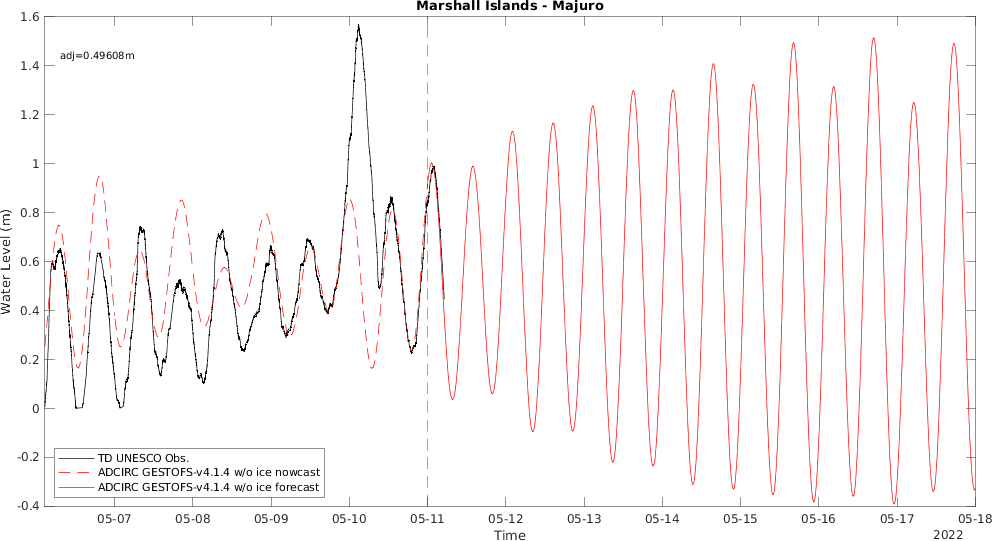 Marshall Islands - Majuro
adj=0.49608m
1.6
1.4
1.2
1
0.8
0.6
0.4
0.2
0
-0.2
-0.4
Water Level (m)
TD UNESCO Obs.
ADCIRC GESTOFS-v4.1.4 w/o ice nowcast
ADCIRC GESTOFS-v4.1.4 w/o ice forecast
05-07 05-08 05-09 05-10 05-11 05-12 05-13 05-14 05-15 05-16 05-17 05-18
Time
2022